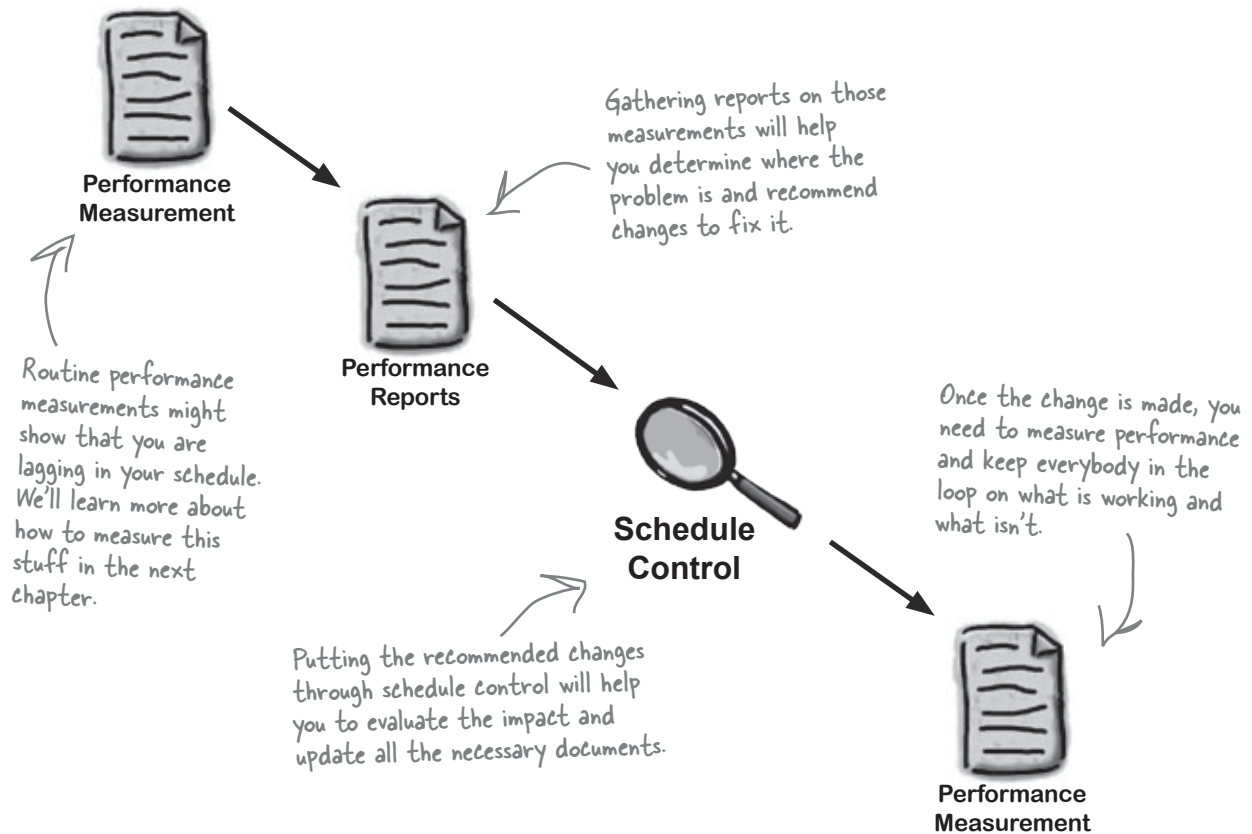 Performance
Measurement
Gathering reports on those
measurements will help
you determine where the
problem is and recommend
changes to fix it.
Routine performance
measurements might
show that you are
lagging in your schedule.
We'll learn more about
how to measure this
stuff in the next
chapter.
Performance
Reports
Schedule
Control
Putting the recommended changes
through schedule control will help
you to evaluate the impact and
update all the necessary documents.
Once the change is made, you
need to measure performance
and keep everybody in the
loop on what is working and
what isn't.
Performance
Measurement